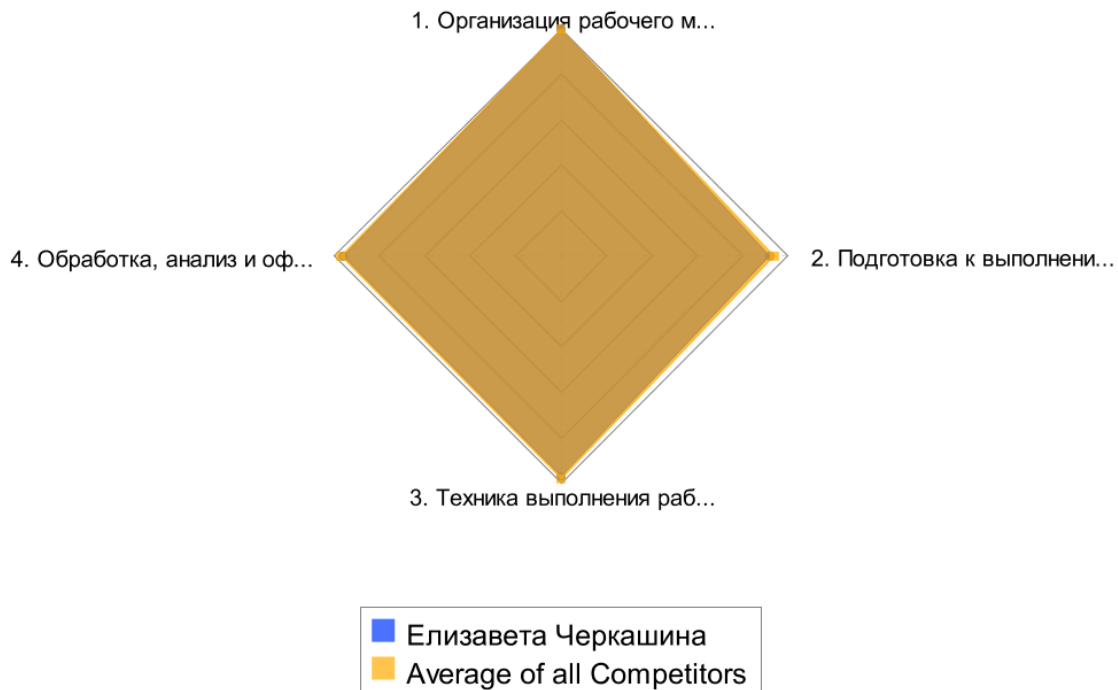 1. Организация рабочего м...
4. Обработка, анализ и оф...
2. Подготовка к выполнени...
3. Техника выполнения раб...
Елизавета Черкашина
Average of all Competitors